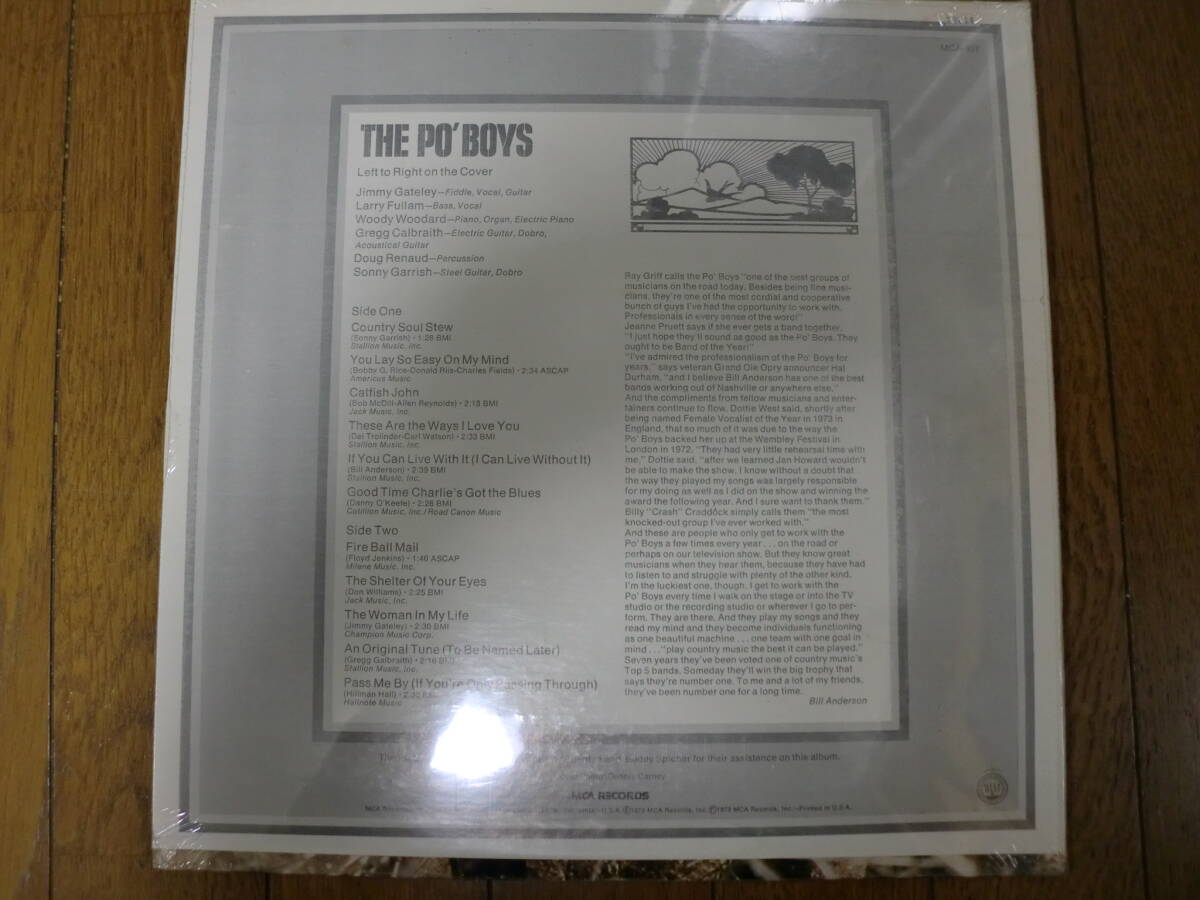 THE PO' BOYS
Left to Right on the Cover
Jimmy Gateley—Fiddle, Vocal, Guitar
Larry Fullam—Bass, Vocal
Woody Woodard—Piano, Organ, Electric Piano
Gregg Galbraith—Electric Guitar, Dobro,
Acoustical Guitar
Doug Renaud—Percussion
Sonny Garrish—Steel Guitar, Dobro
Side One
Country Soul Stew
(Sonny Garrish) • 1:28 BMI
Stallion Music, Inc.
You Lay So Easy On My Mind
(Bobby G. Rice-Donald Riis-Charles Fields) • 2:34 ASCAP
Americus Music
Catfish John
(Bob McDill-Allen Reynolds) • 2:18 BMI
Jack Music, Inc.
These Are the Ways I Love You
(Dal Trolinder-Carl Watson) • 2:33 BMI
Stallion Music, Inc.
If You Can Live With It (I Can Live Without It)
(Bill Anderson) • 2:39 BMI
Stallion Music, Inc.
Good Time Charlie's Got the Blues
(Danny O'Keefe) • 2:26 BMI
Cotillion Music, Inc./Road Canon Music
Side Two
Fire Ball Mail
(Floyd Jenkins) • 1:40 ASCAP
Milene Music, Inc.
The Shelter Of Your Eyes
(Don Williams) • 2:25 BMI
Jack Music, Inc.
The Woman In My Life
(Jimmy Gateley) • 2:30 BMI
Champion Music Corp.
An Original Tune (To Be Named Later)
(Gregg Galbraith) • 2:16 BMI
Stallion Music, Inc.
Pass Me By (If You're Only Passing Through)
(Hillman Hall)
Hallnote Music
Ray Griff calls the Po' Boys "one of the best groups of
musicians on the road today. Besides being fine musi-
cians, they're one of the most cordial and cooperative
bunch of guys I've had the opportunity to work with.
Professionals in every sense of the word!"
Jeanne Pruett says if she ever gets a band together,
"I just hope they'll sound as good as the Po' Boys. They
ought to be Band of the Year!"
"I've admired the professionalism of the Po' Boys for
years," says veteran Grand Ole Opry announcer Hal
Durham, "and I believe Bill Anderson has one of the best
bands working out of Nashville or anywhere else."
And the compliments from fellow musicians and enter-
tainers continue to flow. Dottie West said, shortly after
being named Female Vocalist of the Year in 1973 in
England, that so much of it was due to the way the
Po' Boys backed her up at the Wembley Festival in
London in 1972. "They had very little rehearsal time with
me," Dottie said, "after we learned Jan Howard wouldn't
be able to make the show. I know without a doubt that
the way they played my songs was largely responsible
for my doing as well as I did on the show and winning the
award the following year. And I sure want to thank them."
Billy "Crash" Craddock simply calls them "the most
knocked-out group I've ever worked with."
And these are people who only get to work with the
Po' Boys a few times every year . . . on the road or
perhaps on our television show. But they know great
musicians when they hear them, because they have had
to listen to and struggle with plenty of the other kind.
I'm the luckiest one, though. I get to work with the
Po' Boys every time I walk on the stage or into the TV
studio or the recording studio or wherever I go to per-
form. They are there. And they play my songs and they
read my mind and they become individuals functioning
as one beautiful machine . . . one team with one goal in
mind . . . "play country music the best it can be played."
Seven years they've been voted one of country music's
Top 5 bands. Someday they'll win the big trophy that
says they're number one. To me and a lot of my friends,
they've been number one for a long time.
Bill Anderson
Buddy Spicher for their assistance on this album.
Dennis Carney
MCA RECORDS
MCA Records, Inc. U.S.A. ©1973 MCA Records, Inc. ℗1973 MCA Records, Inc.—Printed in U.S.A.